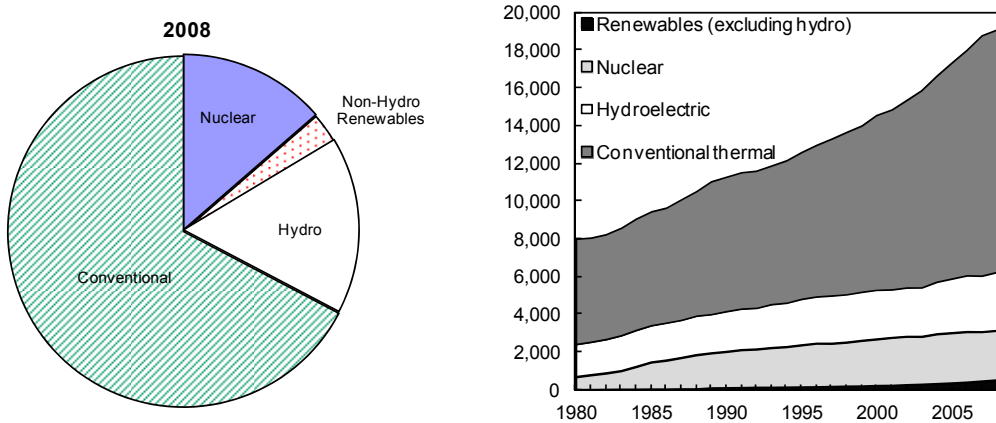 2008
Nuclear
Non-Hydro
Renewables
Hydro
Conventional
20,000
18,000
16,000
14,000
12,000
10,000
8,000
6,000
4,000
2,000
0
Renewables (excluding hydro)
Nuclear
Hydroelectric
Conventional thermal
1980
1985
1990
1995
2000
2005